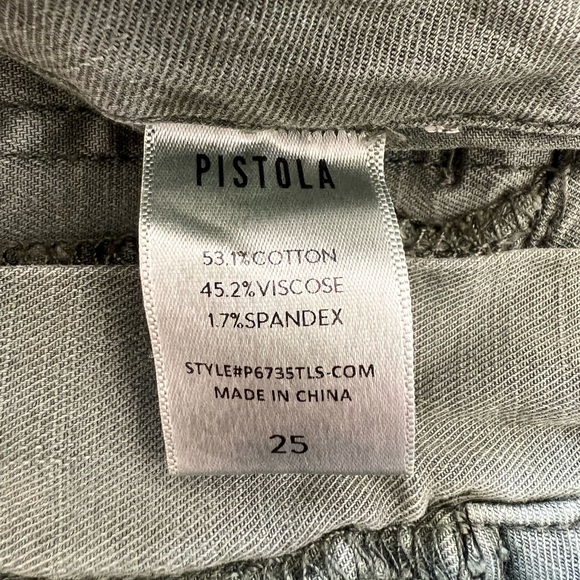 PISTOLA
53.1%COTTON
45.2%VISCOSE
1.7%SPANDEX
STYLE#P6735TLS-COM
MADE IN CHINA
25